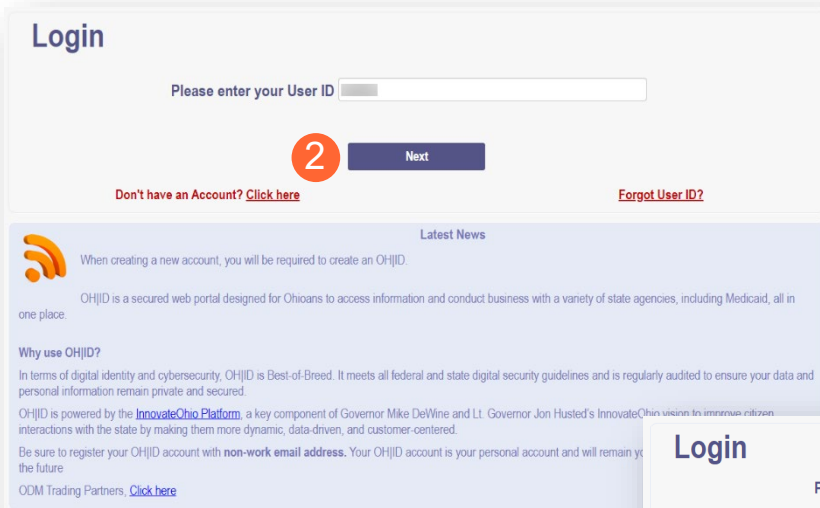 Login
Please enter your User ID
2
Next
Don't have an Account? Click here
Forgot User ID?
Latest News
When creating a new account, you will be required to create an OH|ID.
OH|ID is a secured web portal designed for Ohioans to access information and conduct business with a variety of state agencies, including Medicaid, all in
one place.
Why use OH|ID?
In terms of digital identity and cybersecurity, OH|ID is Best-of-Breed. It meets all federal and state digital security guidelines and is regularly audited to ensure your data and
personal information remain private and secured.
OH|ID is powered by the InnovateOhio Platform, a key component of Governor Mike DeWine and Lt. Governor Jon Husted's InnovateOhio vision to improve citizen
interactions with the state by making them more dynamic, data-driven, and customer-centered.
Be sure to register your OH|ID account with non-work email address. Your OH|ID account is your personal account and will remain
the future
ODM Trading Partners, Click here
Login